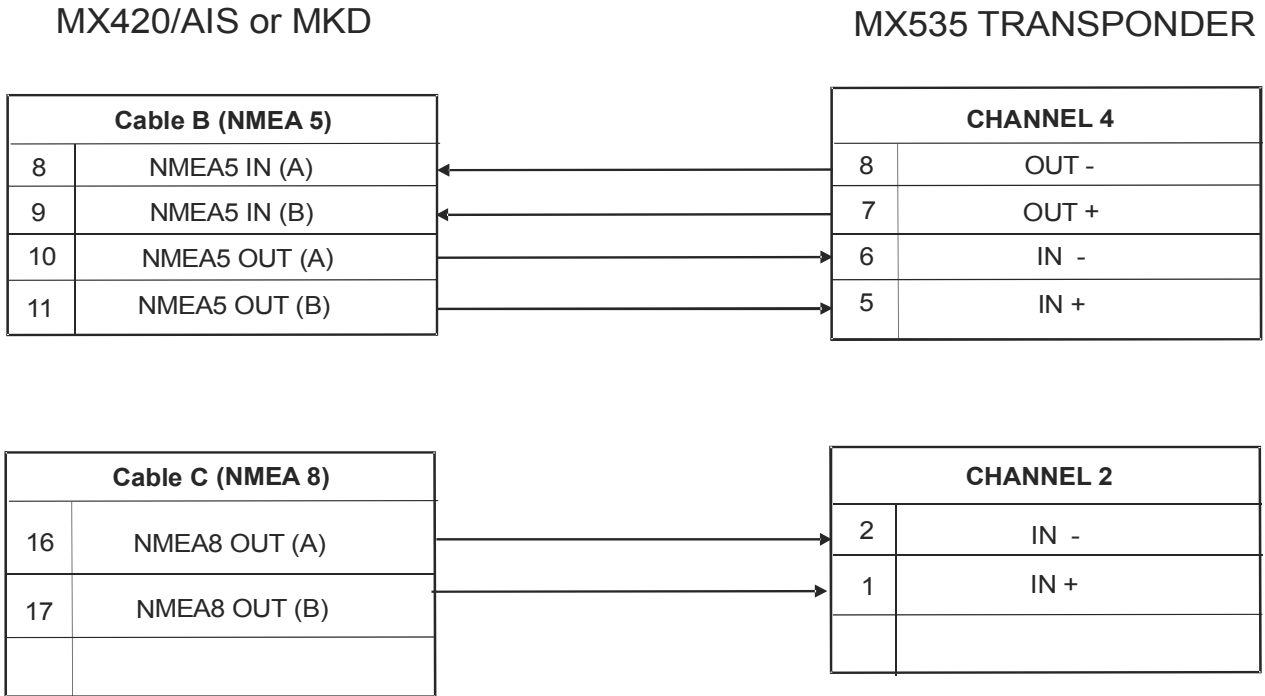 MX420/AIS or MKD
MX535 TRANSPONDER
Cable B (NMEA 5)
8 NMEA5 IN (A)
9 NMEA5 IN (B)
10 NMEA5 OUT (A)
11 NMEA5 OUT (B)
CHANNEL 4
8 OUT -
7 OUT +
6 IN -
5 IN +
Cable C (NMEA 8)
16 NMEA8 OUT (A)
17 NMEA8 OUT (B)
CHANNEL 2
2 IN -
1 IN +